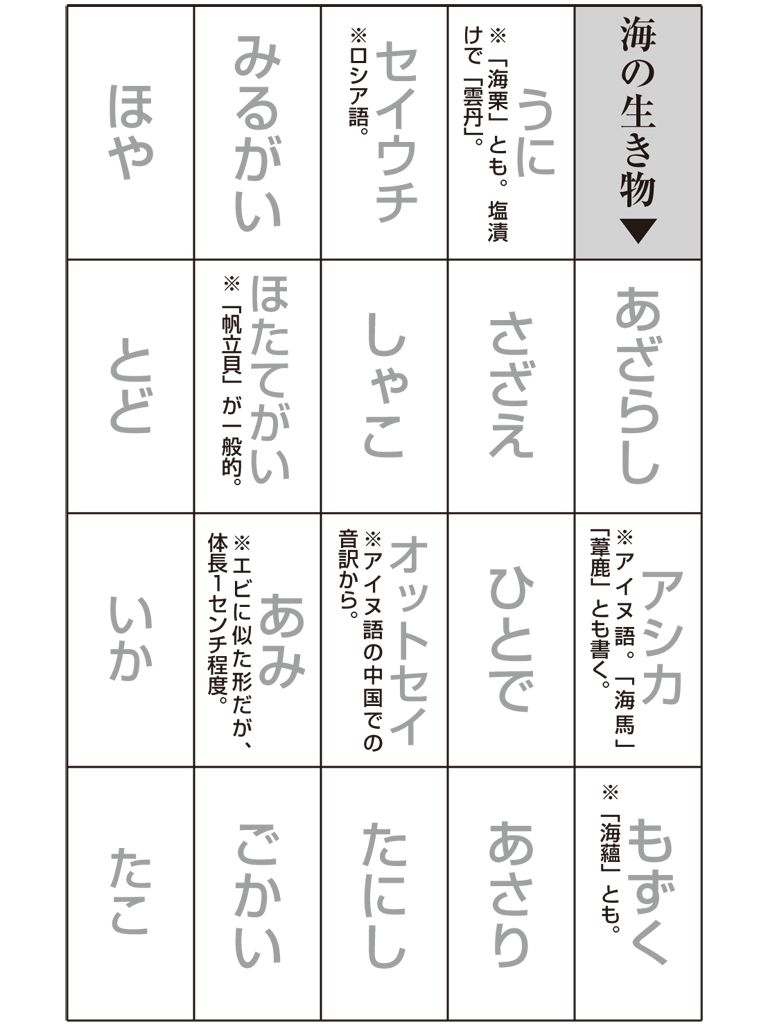 海の生き物▼
あざらし
アシカ
※アイヌ語。「海馬」
「葦鹿」とも書く。
もずく
※「海蘊」とも。
うに
※「海栗」とも。塩漬
けで「雲丹」。
さざえ
ひとで
あさり
セイウチ
※ロシア語。
しゃこ
オットセイ
※アイヌ語の中国での
音訳から。
たにし
みるがい
ほたてがい
※「帆立貝」が一般的。
あみ
※エビに似た形だが、
体長1センチ程度。
ごかい
ほや
とど
いか
たこ